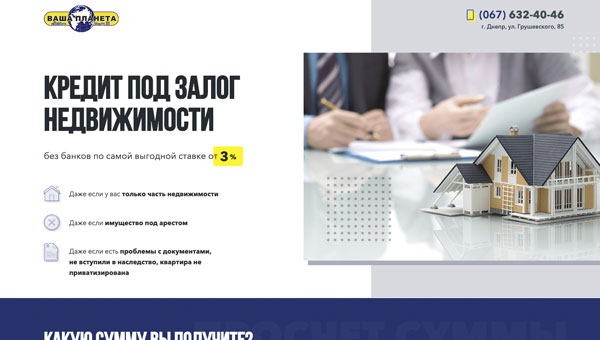 ВАША ПЛАНЕТА
(067) 632-40-46
г. Днепр, ул. Грушевского, 85
КРЕДИТ ПОД ЗАЛОГ
НЕДВИЖИМОСТИ
без банков по самой выгодной ставке от 3 %
Даже если у вас только часть недвижимости
Даже если имущество под арестом
Даже если есть проблемы с документами,
не вступили в наследство, квартира не
приватизирована
КАКУЮ СУММУ ВЫ ПОЛУЧИТЕ?